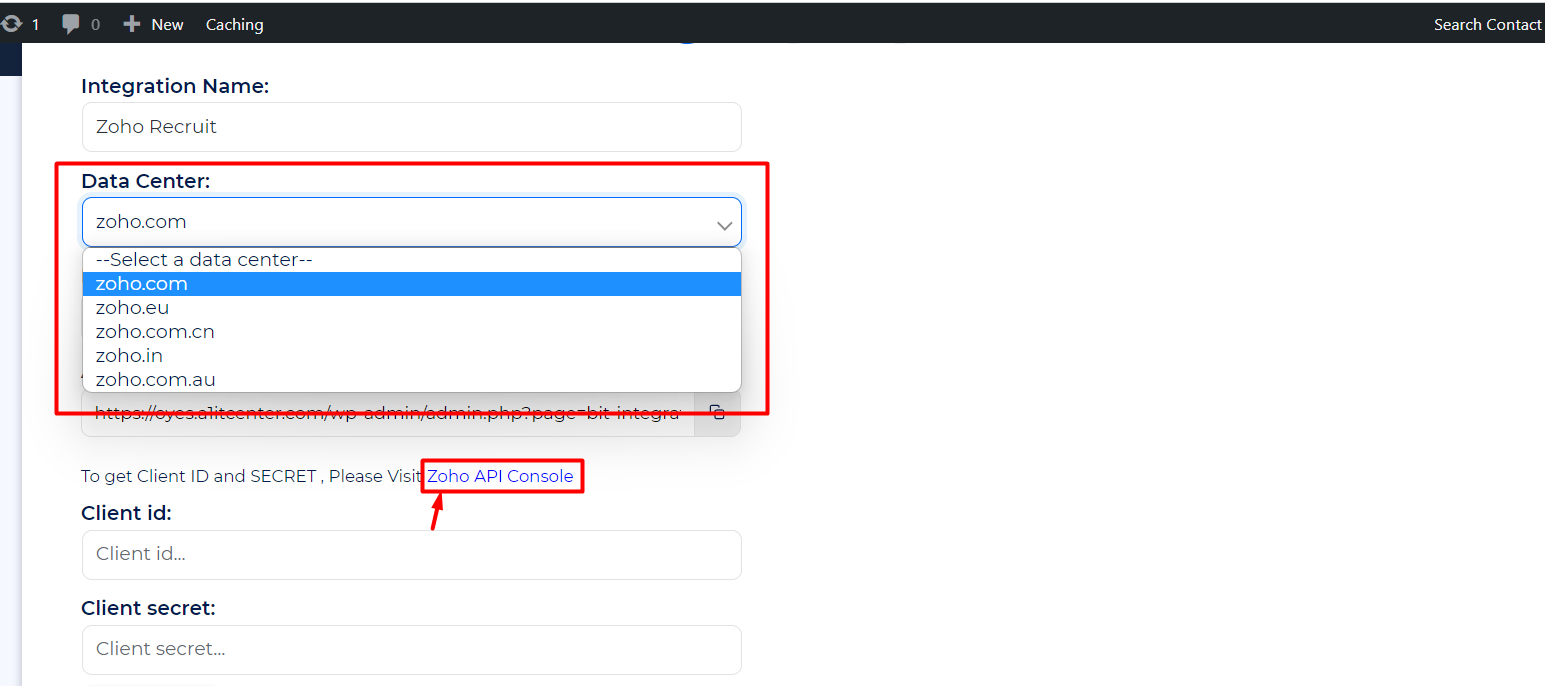 1 0 New Caching Search Contact
Integration Name:
Zoho Recruit
Data Center:
zoho.com
--Select a data center--
zoho.com
zoho.eu
zoho.com.cn
zoho.in
zoho.com.au
https://oyes.a1itcenter.com/wp-admin/admin.php?page=bit-integra
To get Client ID and SECRET , Please Visit Zoho API Console
Client id:
Client id...
Client secret:
Client secret...